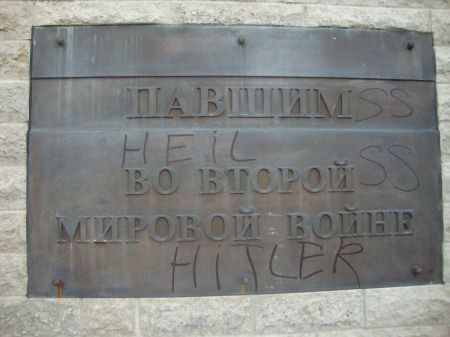 ПАВШИМ SS
HEIL
ВО ВТОРОЙ SS
МИРОВОЙ ВОЙНЕ
HITLER